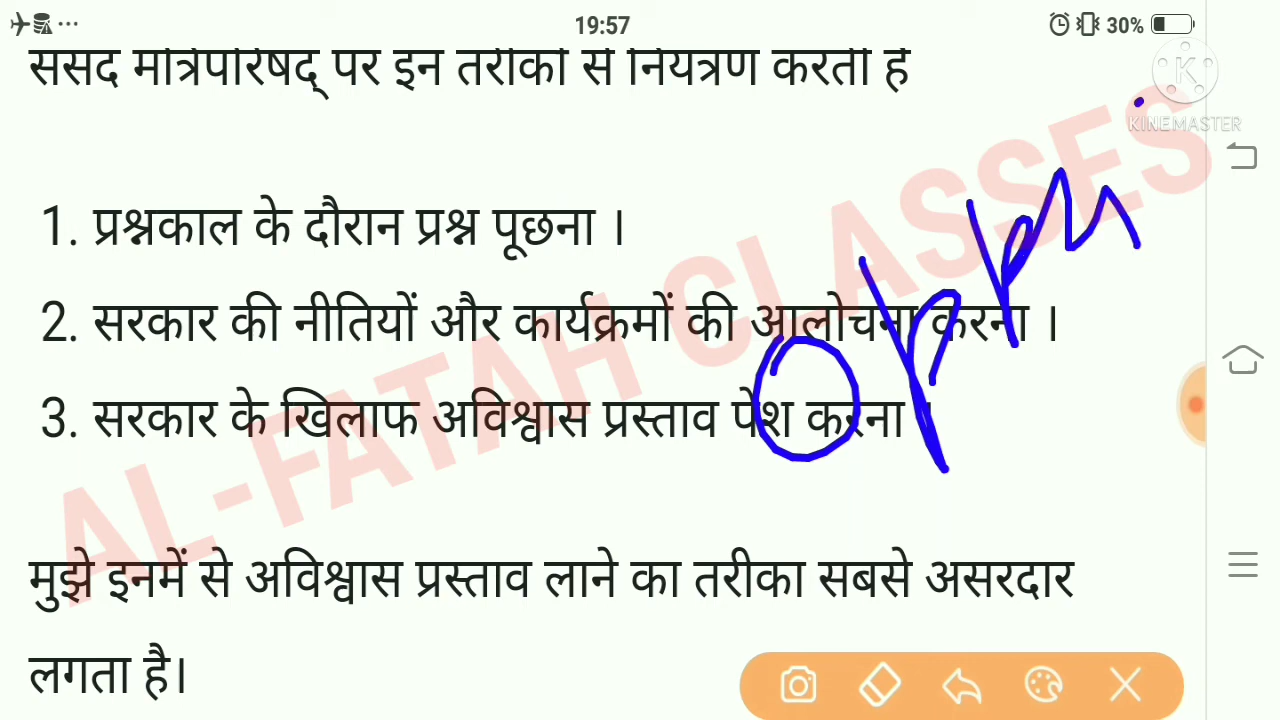 19:57
30%
संसद मंत्रिपरिषद् पर इन तरीकों से नियंत्रण करती है
KINEMASTER
1. प्रश्नकाल के दौरान प्रश्न पूछना ।
2. सरकार की नीतियों और कार्यक्रमों की आलोचना करना ।
3. सरकार के खिलाफ अविश्वास प्रस्ताव पेश करना ।
AL-FATAH CLASSES
मुझे इनमें से अविश्वास प्रस्ताव लाने का तरीका सबसे असरदार
लगता है।